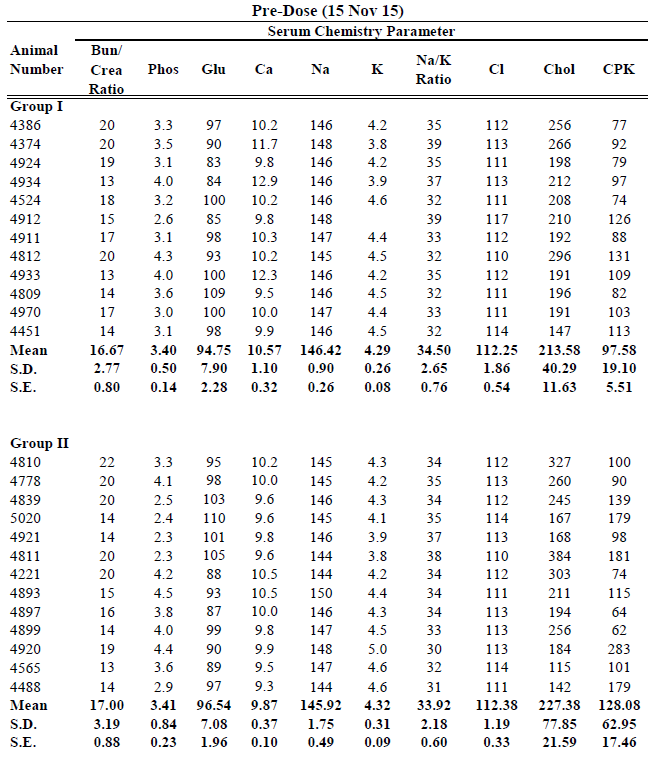 Pre-Dose (15 Nov 15)
Serum Chemistry Parameter
Animal Number Bun/ Crea Ratio Phos Glu Ca Na K Na/K Ratio Cl Chol CPK
Group I
4386 20 3.3 97 10.2 146 4.2 35 112 256 77
4374 20 3.5 90 11.7 148 3.8 39 113 266 92
4924 19 3.1 83 9.8 146 4.2 35 111 198 79
4934 13 4.0 84 12.9 146 3.9 37 113 212 97
4524 18 3.2 100 10.2 146 4.6 32 111 208 74
4912 15 2.6 85 9.8 148 39 117 210 126
4911 17 3.1 98 10.3 147 4.4 33 112 192 88
4812 20 4.3 93 10.2 145 4.5 32 110 296 131
4933 13 4.0 100 12.3 146 4.2 35 112 191 109
4809 14 3.6 109 9.5 146 4.5 32 111 196 82
4970 17 3.0 100 10.0 147 4.4 33 111 191 103
4451 14 3.1 98 9.9 146 4.5 32 114 147 113
Mean 16.67 3.40 94.75 10.57 146.42 4.29 34.50 112.25 213.58 97.58
S.D. 2.77 0.50 7.90 1.10 0.90 0.26 2.65 1.86 40.29 19.10
S.E. 0.80 0.14 2.28 0.32 0.26 0.08 0.76 0.54 11.63 5.51
Group II
4810 22 3.3 95 10.2 145 4.3 34 112 327 100
4778 20 4.1 98 10.0 145 4.2 35 113 260 90
4839 20 2.5 103 9.6 146 4.3 34 112 245 139
5020 14 2.4 110 9.6 145 4.1 35 114 167 179
4921 14 2.3 101 9.8 146 3.9 37 113 168 98
4811 20 2.3 105 9.6 144 3.8 38 110 384 181
4221 20 4.2 88 10.5 144 4.2 34 112 303 74
4893 15 4.5 93 10.5 150 4.4 34 111 211 115
4897 16 3.8 87 10.0 146 4.3 34 113 194 64
4899 14 4.0 99 9.8 147 4.5 33 113 256 62
4920 19 4.4 90 9.9 148 5.0 30 113 184 283
4565 13 3.6 89 9.5 147 4.6 32 114 115 101
4488 14 2.9 97 9.3 144 4.6 31 111 142 179
Mean 17.00 3.41 96.54 9.87 145.92 4.32 33.92 112.38 227.38 128.08
S.D. 3.19 0.84 7.08 0.37 1.75 0.31 2.18 1.19 77.85 62.95
S.E. 0.88 0.23 1.96 0.10 0.49 0.09 0.60 0.33 21.59 17.46